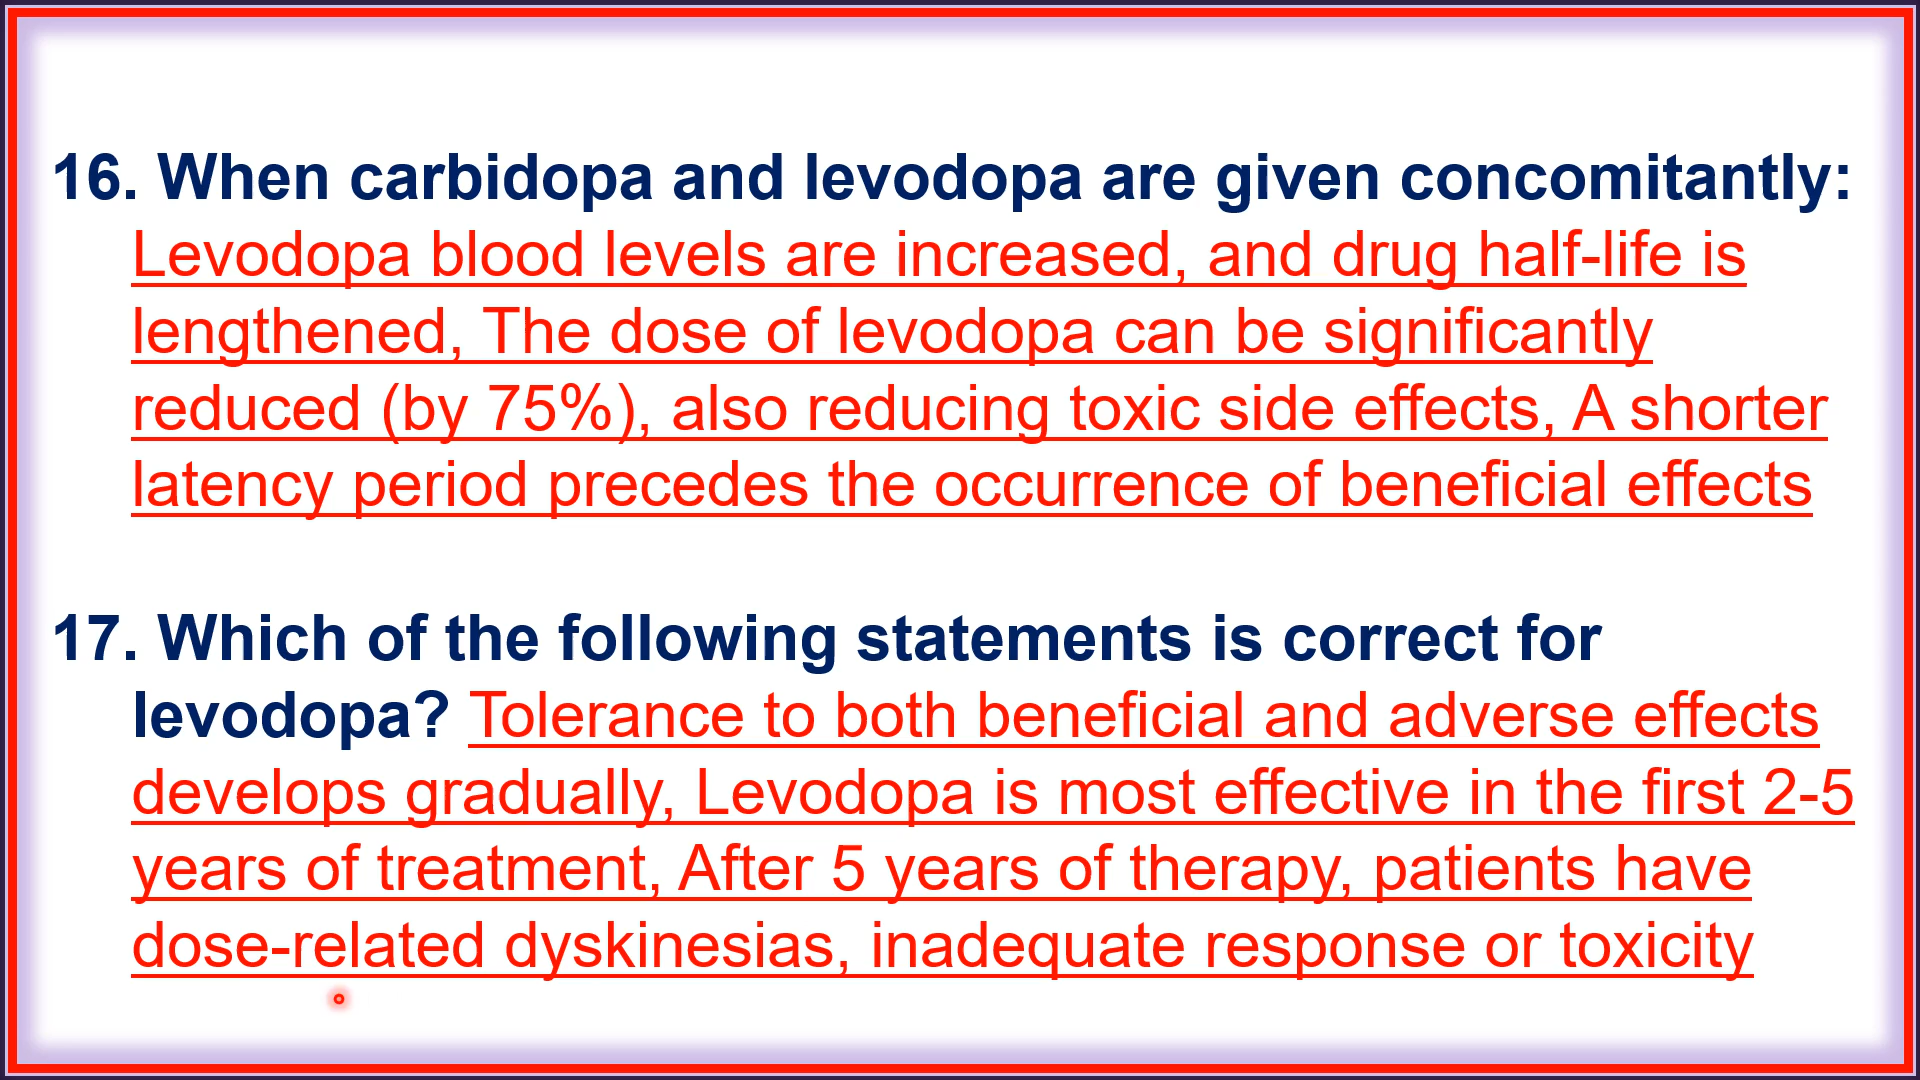 16. When carbidopa and levodopa are given concomitantly:
Levodopa blood levels are increased, and drug half-life is
lengthened, The dose of levodopa can be significantly
reduced (by 75%), also reducing toxic side effects, A shorter
latency period precedes the occurrence of beneficial effects
17. Which of the following statements is correct for
levodopa? Tolerance to both beneficial and adverse effects
develops gradually, Levodopa is most effective in the first 2-5
years of treatment, After 5 years of therapy, patients have
dose-related dyskinesias, inadequate response or toxicity